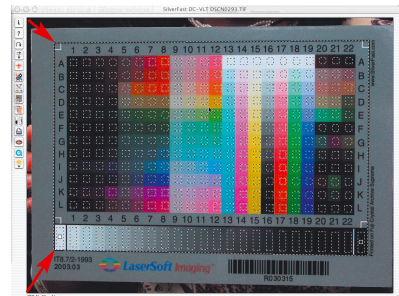 SilverFast DC-VLT DSCN0293.TIF
1 2 3 4 5 6 7 8 9 10 11 12 13 14 15 16 17 18 19 20 21 22
A A
B B
C C
D D
E E
F F
G G
H H
I I
J J
K K
L L
1 2 3 4 5 6 7 8 9 10 11 12 13 14 15 16 17 18 19 20 21 22
IT8.7/2-1993
2003:03
LaserSoft Imaging
R030315